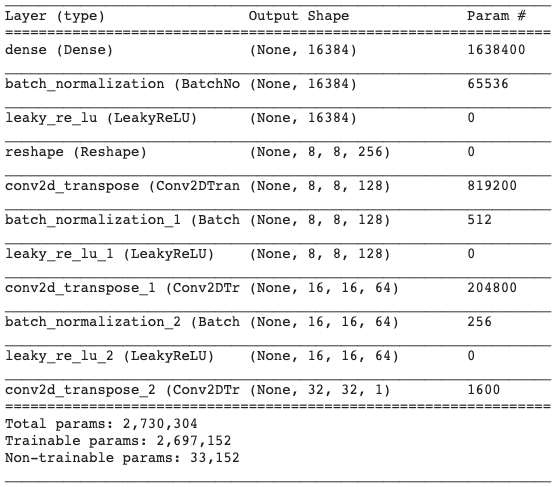 Layer (type) Output Shape Param #
=================================================================
dense (Dense) (None, 16384) 1638400
batch_normalization (BatchNo (None, 16384) 65536
leaky_re_lu (LeakyReLU) (None, 16384) 0
reshape (Reshape) (None, 8, 8, 256) 0
conv2d_transpose (Conv2DTran (None, 8, 8, 128) 819200
batch_normalization_1 (Batch (None, 8, 8, 128) 512
leaky_re_lu_1 (LeakyReLU) (None, 8, 8, 128) 0
conv2d_transpose_1 (Conv2DTr (None, 16, 16, 64) 204800
batch_normalization_2 (Batch (None, 16, 16, 64) 256
leaky_re_lu_2 (LeakyReLU) (None, 16, 16, 64) 0
conv2d_transpose_2 (Conv2DTr (None, 32, 32, 1) 1600
=================================================================
Total params: 2,730,304
Trainable params: 2,697,152
Non-trainable params: 33,152